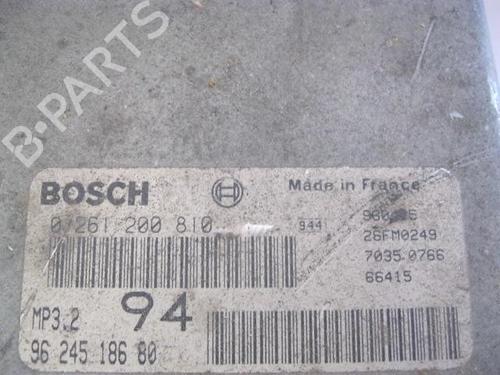 B-PARTS
BOSCH
Made in France
0 261 200 810
944
26FM0249
7035 0766
66415
MP3.2
94
96 245 186 80